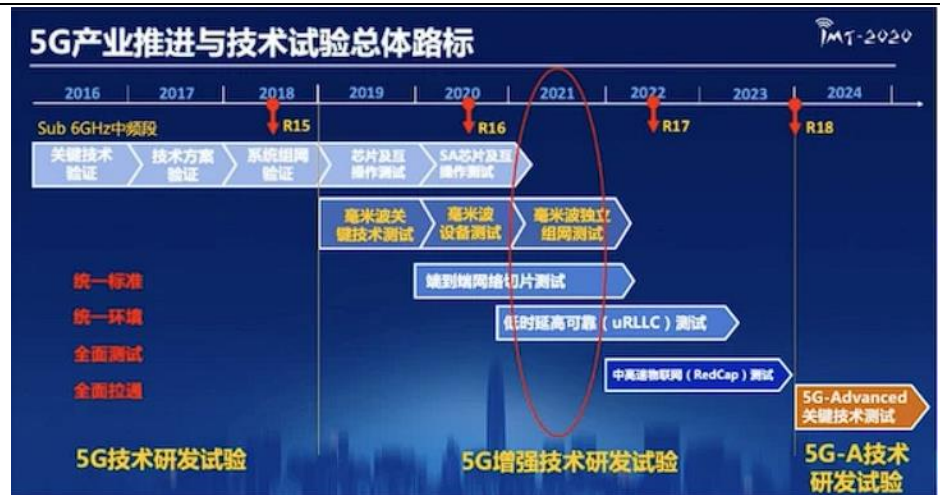 5G产业推进与技术试验总体路标
IMT-2020
2016 2017 2018 2019 2020 2021 2022 2023 2024
R15 R16 R17 R18
Sub 6GHz中频段
关键技术
验证
技术方案
验证
系统组网
验证
芯片及互
操作测试
SA芯片及互
操作测试
毫米波关
键技术测试
毫米波
设备测试
毫米波独立
组网测试
统一标准
端到端网络切片测试
统一环境
低时延高可靠（uRLLC）测试
全面测试
中高速物联网（RedCap）测试
全面拉通
5G-Advanced
关键技术测试
5G技术研发试验
5G增强技术研发试验
5G-A技术
研发试验